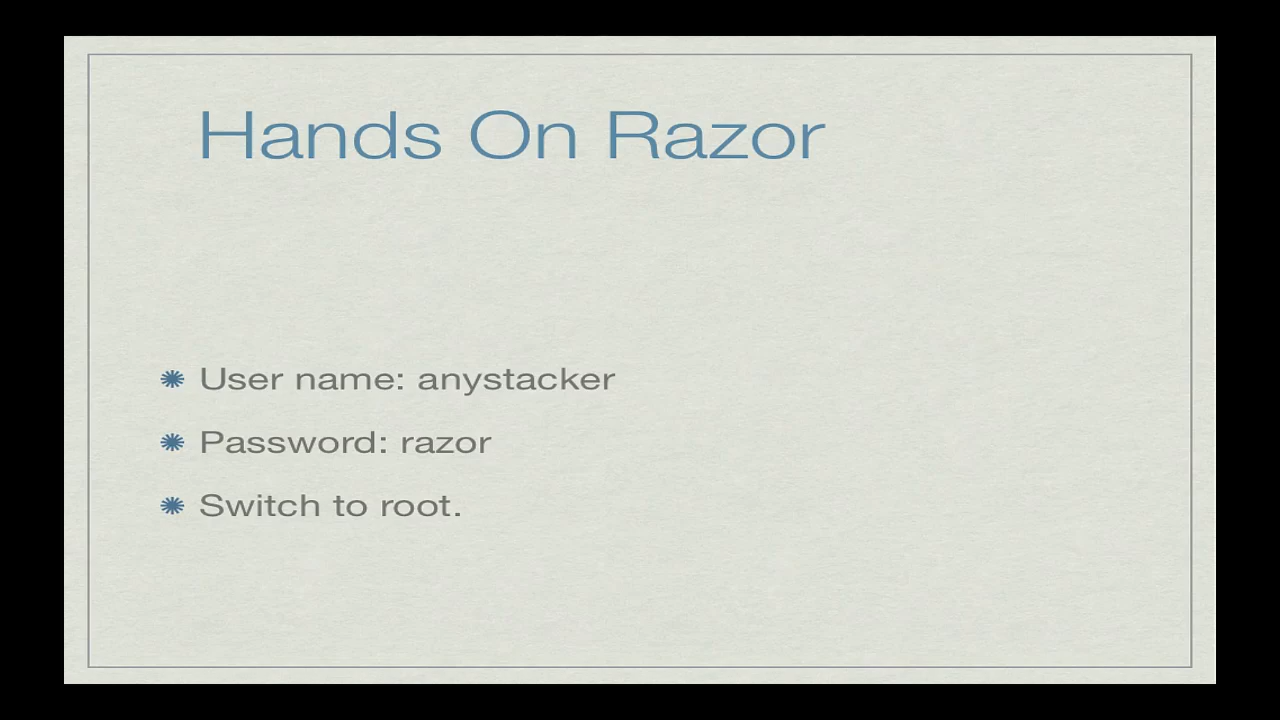 Hands On Razor
User name: anystacker
Password: razor
Switch to root.